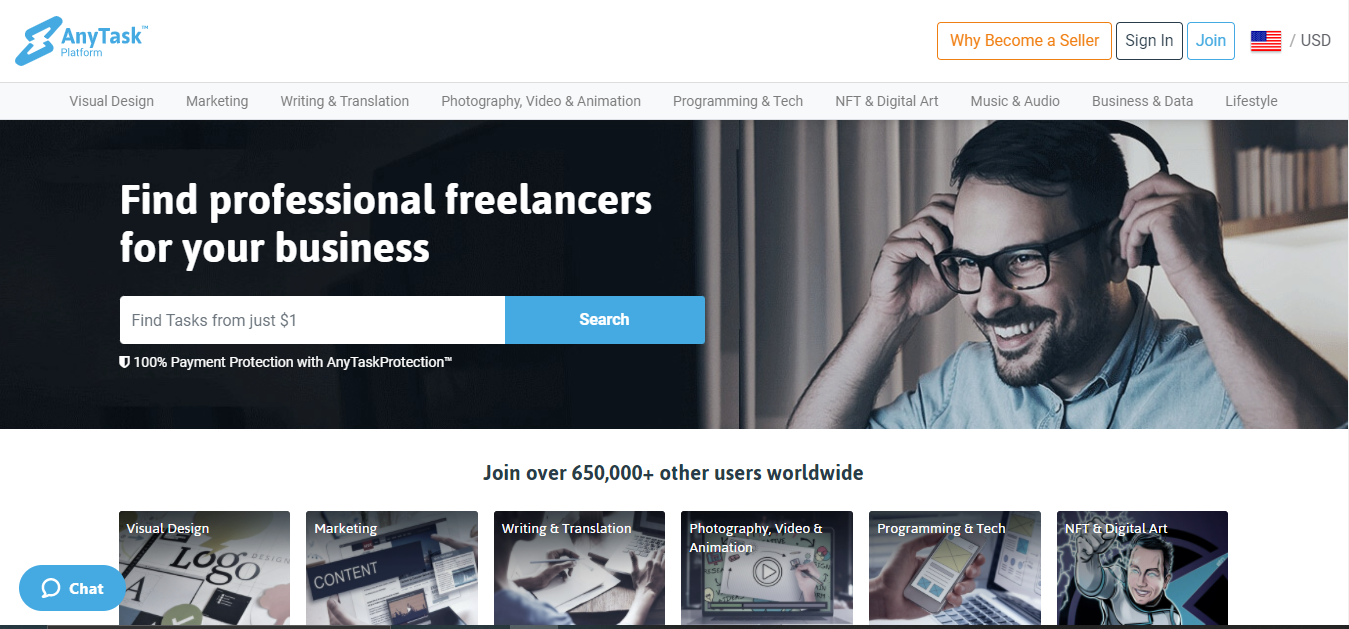 AnyTask™
Platform
Why Become a Seller
Sign In
Join
/ USD
Visual Design
Marketing
Writing & Translation
Photography, Video & Animation
Programming & Tech
NFT & Digital Art
Music & Audio
Business & Data
Lifestyle
Find professional freelancers
for your business
Find Tasks from just $1
Search
100% Payment Protection with AnyTaskProtection™
Join over 650,000+ other users worldwide
Visual Design
LOGO
DESIGN
A
Marketing
CONTENT
Writing & Translation
Photography, Video &
Animation
Programming & Tech
NFT & Digital Art
Chat